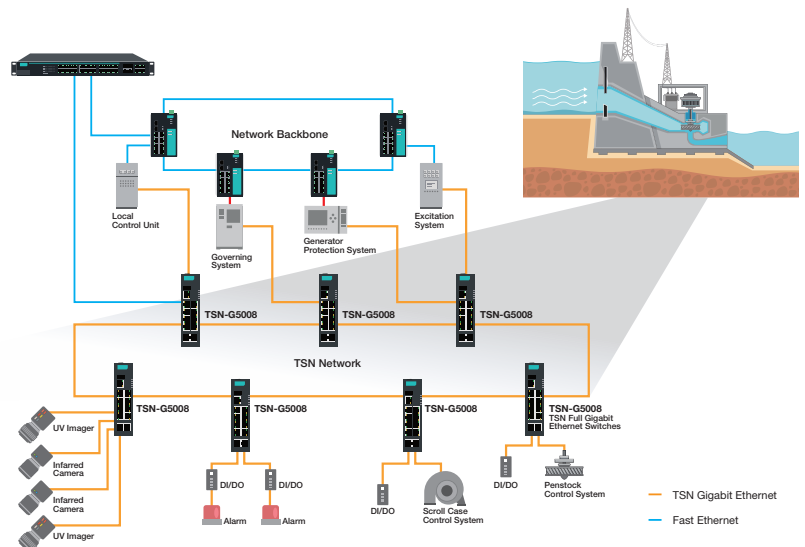 Network Backbone
Local
Control Unit
Governing
System
Generator
Protection System
Excitation
System
TSN-G5008
TSN-G5008
TSN-G5008
TSN Network
TSN-G5008
TSN-G5008
TSN-G5008
TSN-G5008
TSN Full Gigabit
Ethernet Switches
UV Imager
Infarred
Camera
Infarred
Camera
UV Imager
DI/DO
DI/DO
Alarm
Alarm
DI/DO
Scroll Case
Control System
DI/DO
Penstock
Control System
TSN Gigabit Ethernet
Fast Ethernet